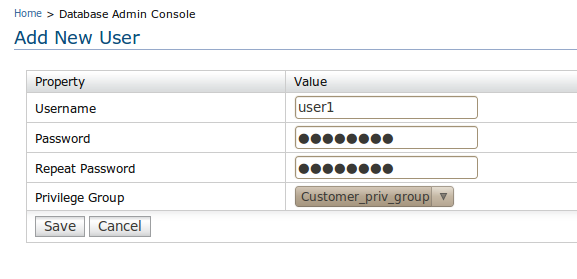 Home > Database Admin Console
Add New User
Property Value
Username user1
Password ●●●●●●●●
Repeat Password ●●●●●●●●
Privilege Group Customer_priv_group
Save Cancel